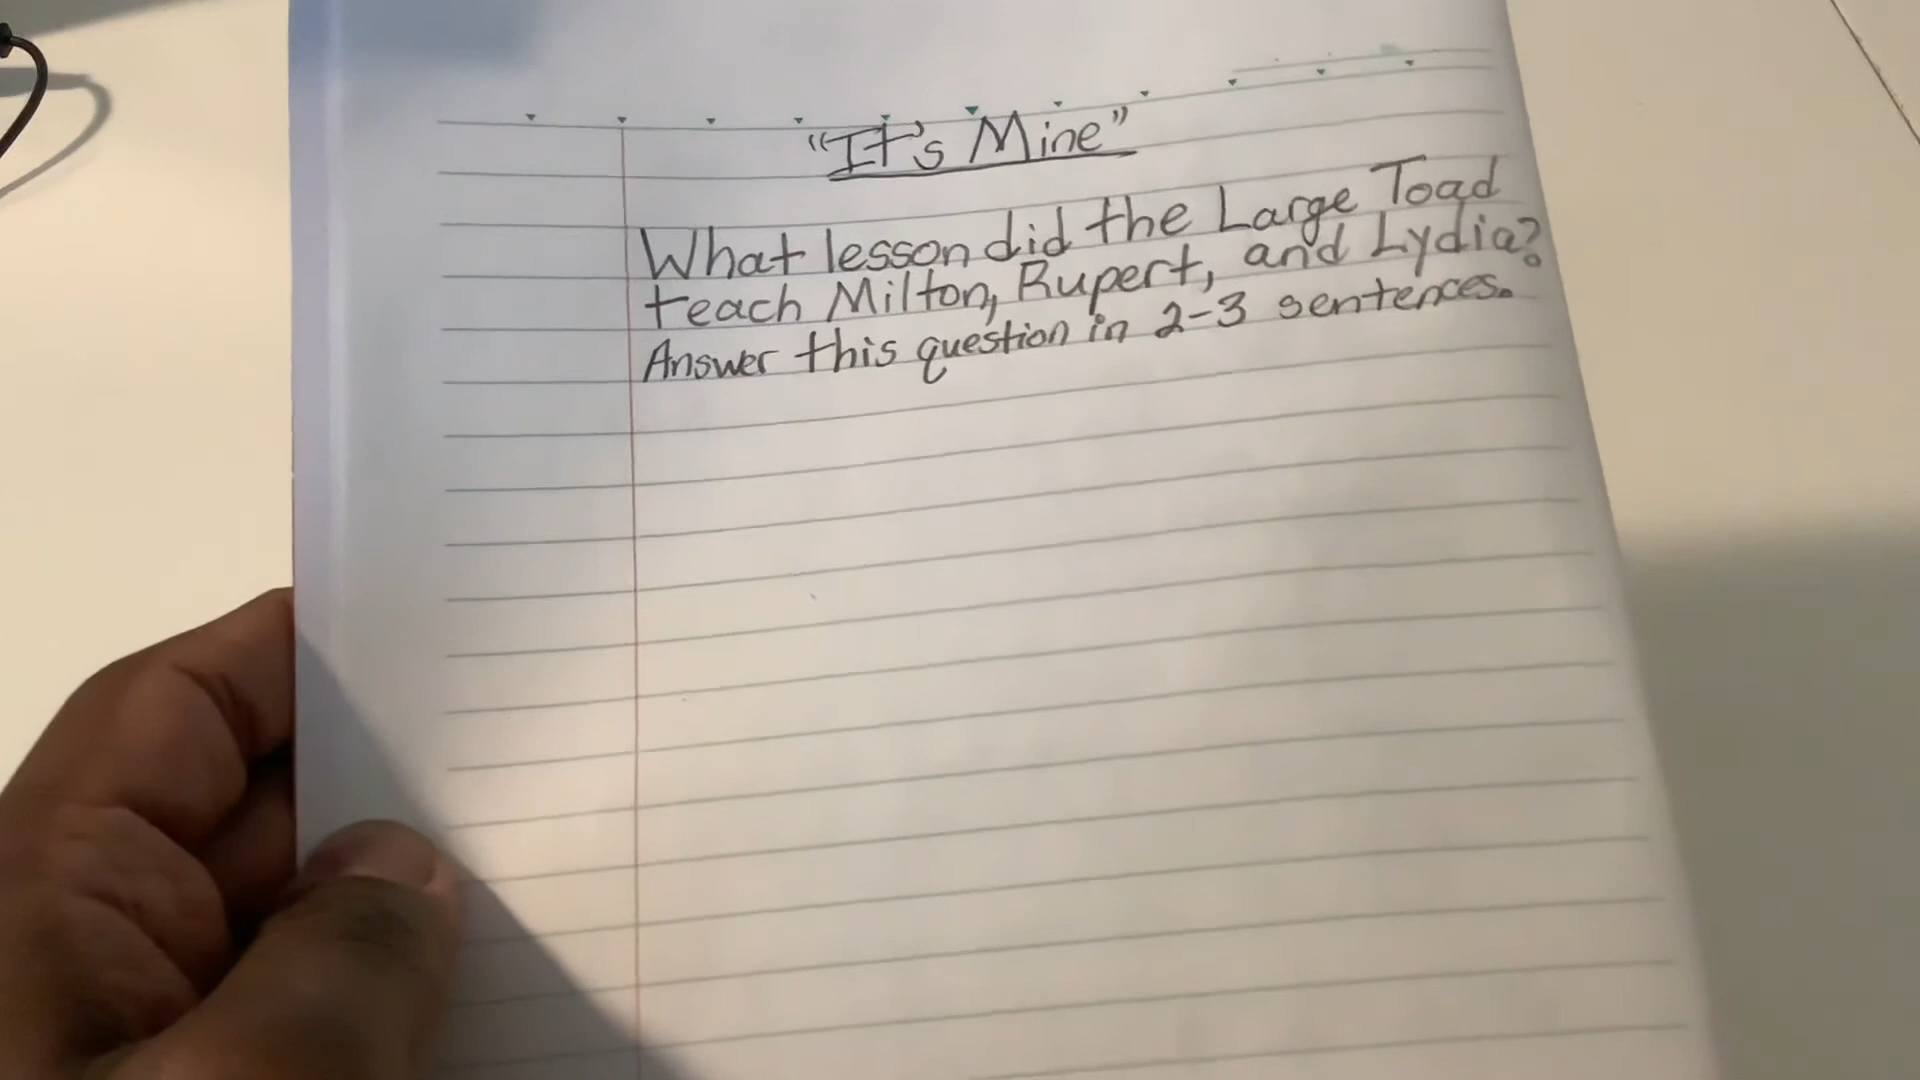 "It's Mine"
What lesson did the Large Toad
teach Milton, Rupert, and Lydia?
Answer this question in 2-3 sentences.